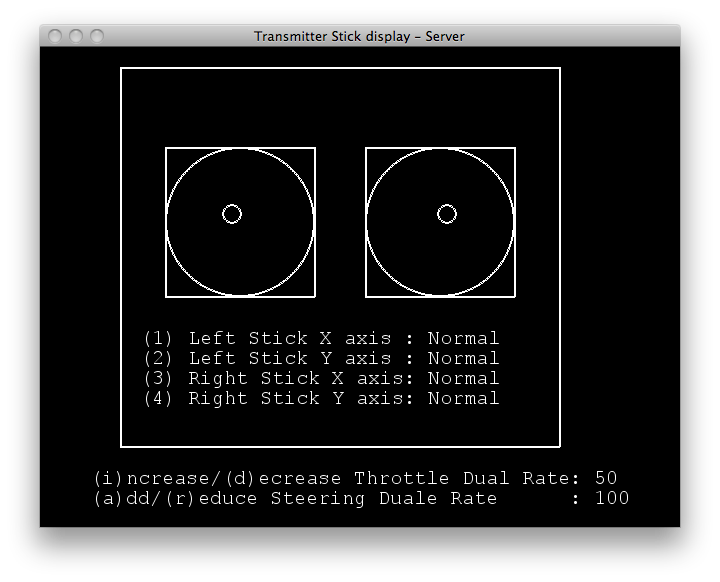 Transmitter Stick display – Server
(1) Left Stick X axis : Normal
(2) Left Stick Y axis : Normal
(3) Right Stick X axis: Normal
(4) Right Stick Y axis: Normal
(i)ncrease/(d)ecrease Throttle Dual Rate: 50
(a)dd/(r)educe Steering Duale Rate      : 100